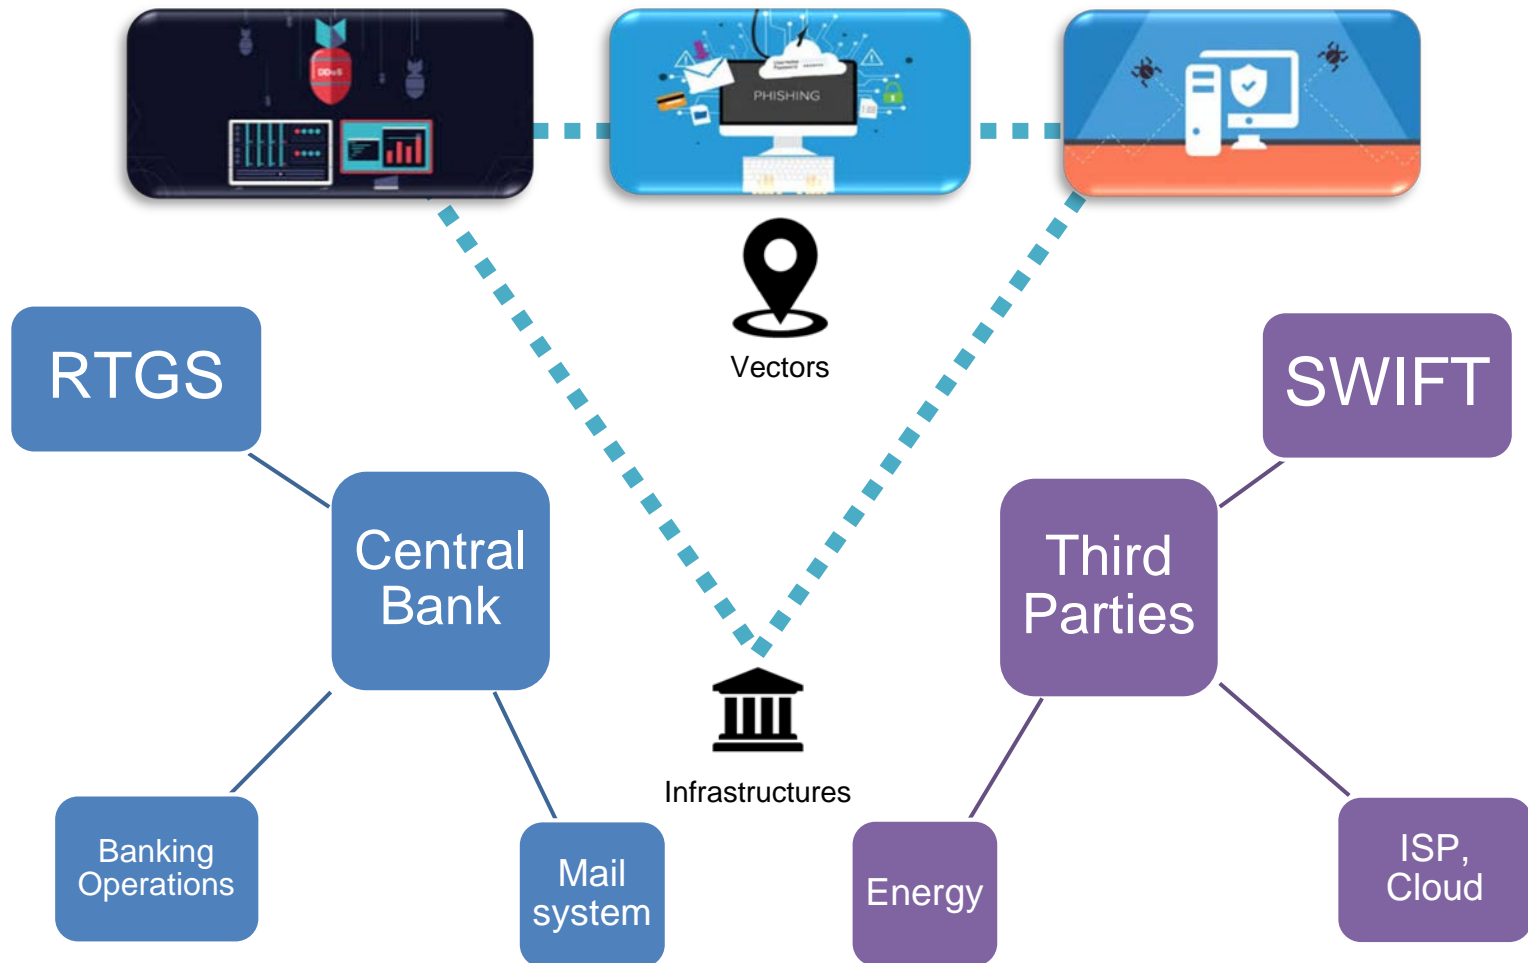 DDoS
PHISHING
Vectors
RTGS
SWIFT
Central
Bank
Third
Parties
Infrastructures
Banking
Operations
Mail
system
Energy
ISP,
Cloud